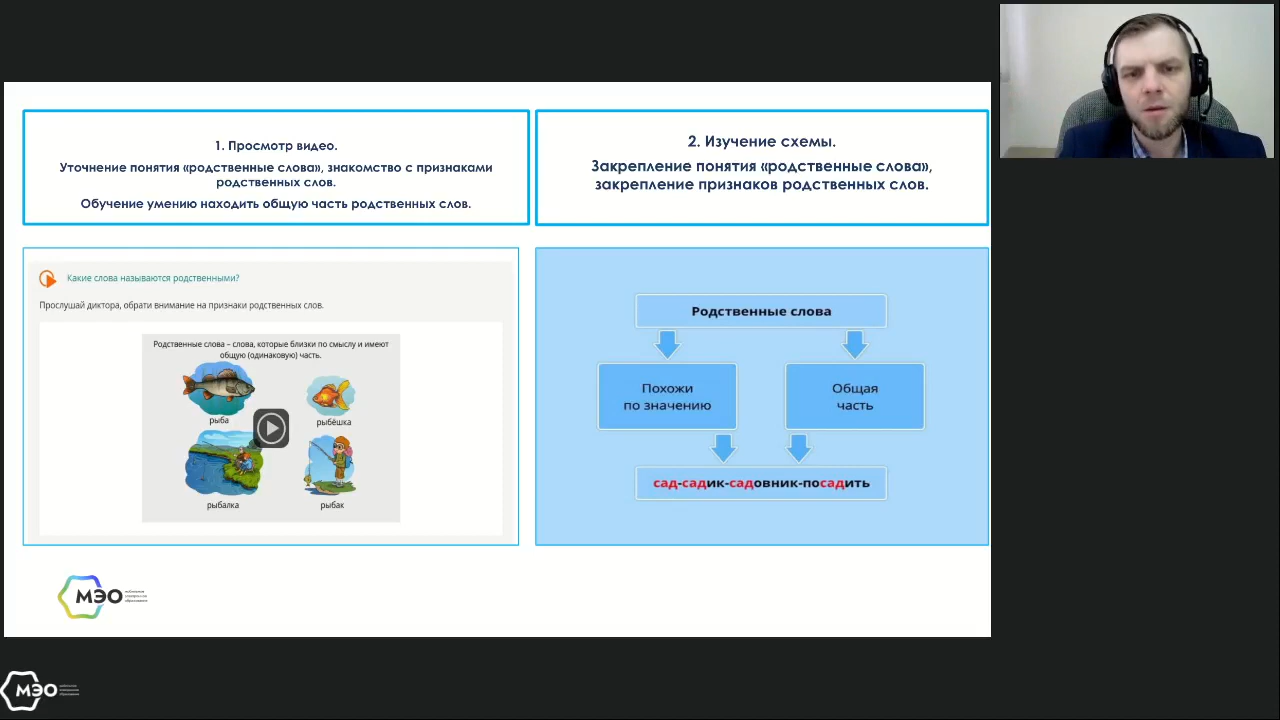 1. Просмотр видео.
Уточнение понятия «родственные слова», знакомство с признаками
родственных слов.
Обучение умению находить общую часть родственных слов.
2. Изучение схемы.
Закрепление понятия «родственные слова»,
закрепление признаков родственных слов.
Какие слова называются родственными?
Прослушай диктора, обрати внимание на признаки родственных слов.
Родственные слова – слова, которые близки по смыслу и имеют
общую (одинаковую) часть.
рыба
рыбёшка
рыбалка
рыбак
Родственные слова
Похожи
по значению
Общая
часть
сад-садик-садовник-посадить
МЭО
МЭО